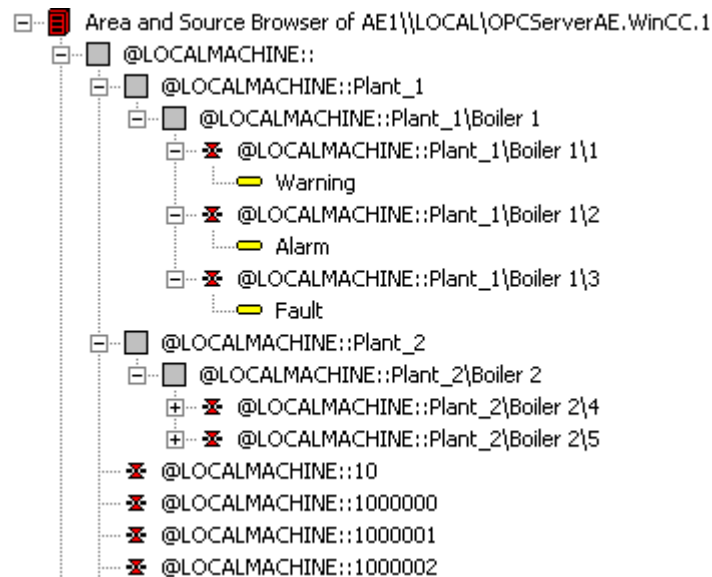 Area and Source Browser of AE1\\LOCAL\OPCServerAE.WinCC.1
@LOCALMACHINE::
@LOCALMACHINE::Plant_1
@LOCALMACHINE::Plant_1\Boiler 1
@LOCALMACHINE::Plant_1\Boiler 1\1
Warning
@LOCALMACHINE::Plant_1\Boiler 1\2
Alarm
@LOCALMACHINE::Plant_1\Boiler 1\3
Fault
@LOCALMACHINE::Plant_2
@LOCALMACHINE::Plant_2\Boiler 2
@LOCALMACHINE::Plant_2\Boiler 2\4
@LOCALMACHINE::Plant_2\Boiler 2\5
@LOCALMACHINE::10
@LOCALMACHINE::1000000
@LOCALMACHINE::1000001
@LOCALMACHINE::1000002